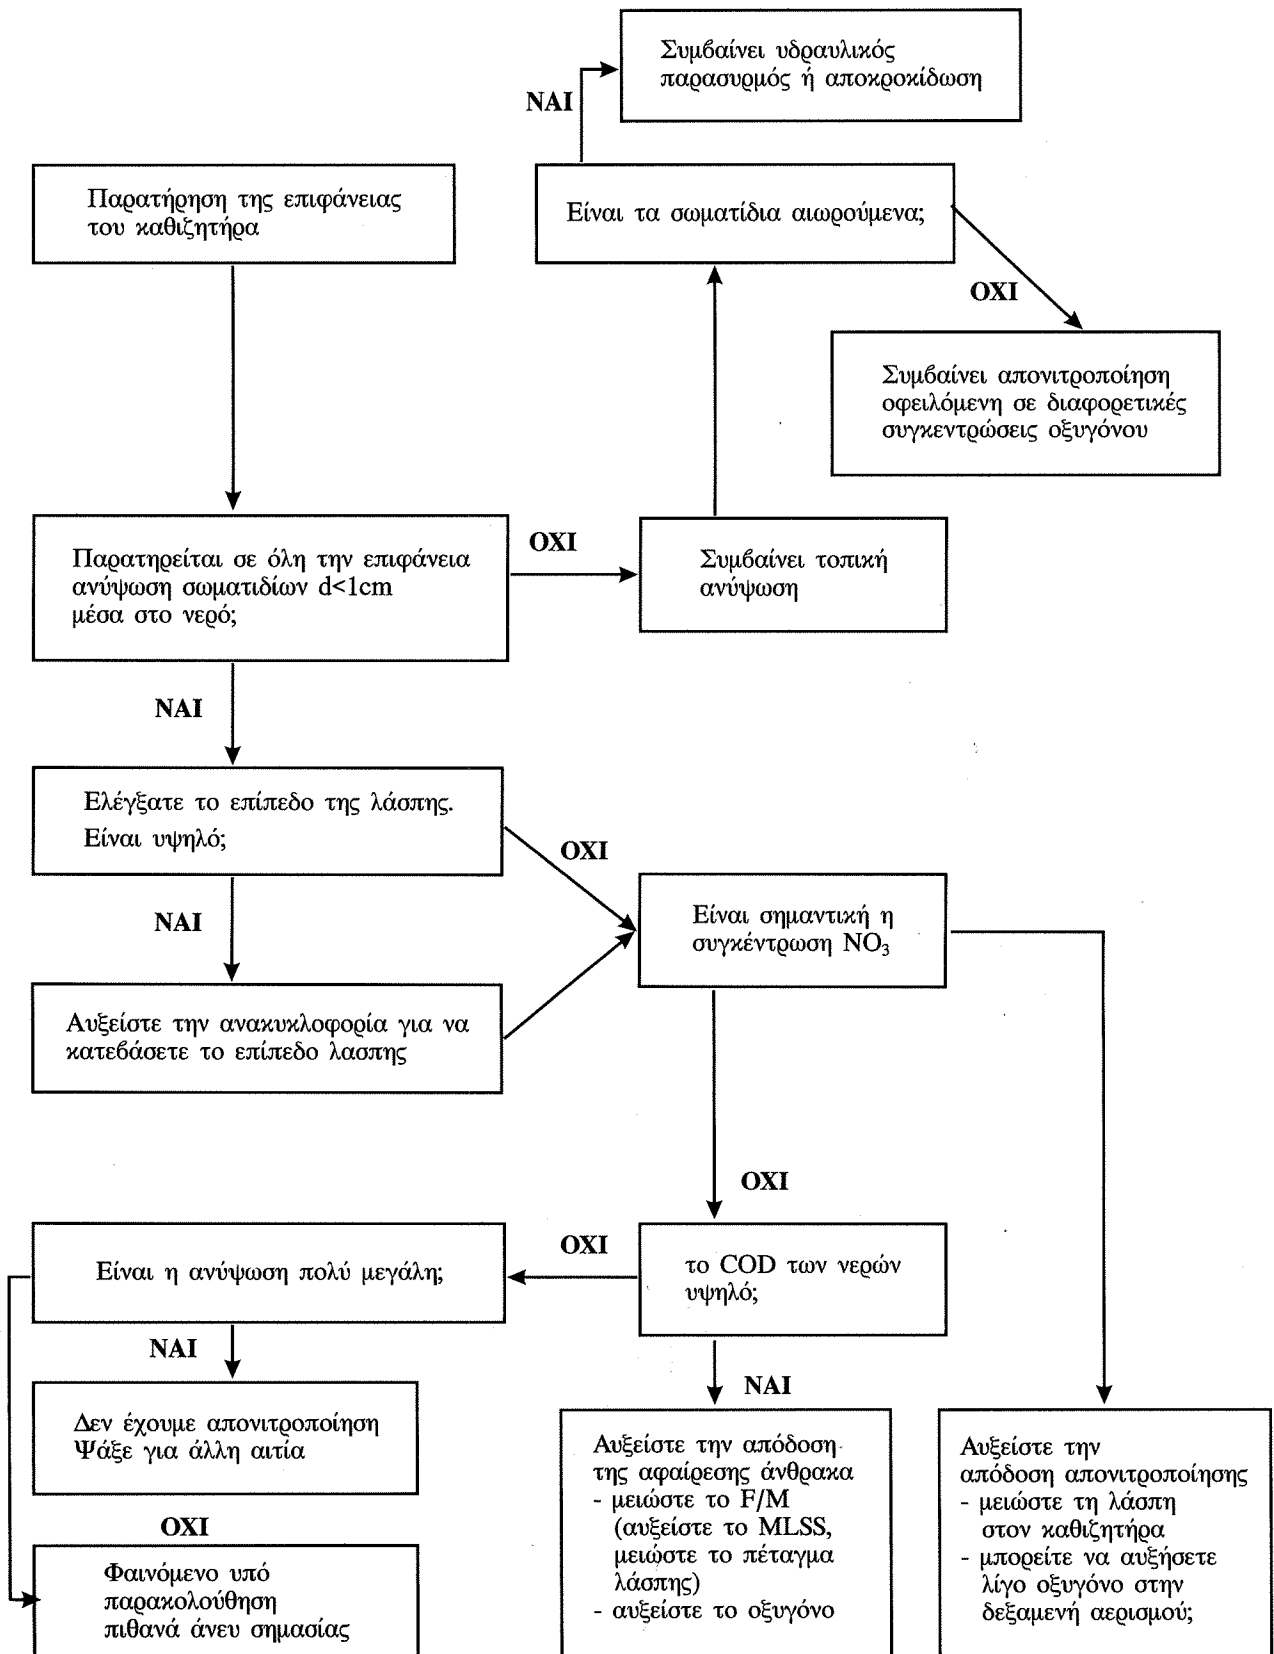 Συμβαίνει υδραυλικός
παρασυρμός ή αποκροκίδωση
ΝΑΙ
Παρατήρηση της επιφάνειας
του καθιζητήρα
Είναι τα σωματίδια αιωρούμενα;
ΟΧΙ
Συμβαίνει απονιτροποίηση
οφειλόμενη σε διαφορετικές
συγκεντρώσεις οξυγόνου
Παρατηρείται σε όλη την επιφάνεια
ανύψωση σωματιδίων d<1cm
μέσα στο νερό;
ΟΧΙ
Συμβαίνει τοπική
ανύψωση
ΝΑΙ
Ελέγξατε το επίπεδο της λάσπης.
Είναι υψηλό;
ΟΧΙ
ΝΑΙ
Είναι σημαντική η
συγκέντρωση NO₃
Αυξείστε την ανακυκλοφορία για να
κατεβάσετε το επίπεδο λασπης
ΟΧΙ
Είναι η ανύψωση πολύ μεγάλη;
ΟΧΙ
το COD των νερών
υψηλό;
ΝΑΙ
ΝΑΙ
Δεν έχουμε απονιτροποίηση
Ψάξε για άλλη αιτία
ΟΧΙ
Φαινόμενο υπό
παρακολούθηση
πιθανά άνευ σημασίας
Αυξείστε την απόδοση
της αφαίρεσης άνθρακα
- μειώστε το F/M
(αυξείστε το MLSS,
μειώστε το πέταγμα
λάσπης)
- αυξείστε το οξυγόνο
Αυξείστε την
απόδοση απονιτροποίησης
- μειώστε τη λάσπη
στον καθιζητήρα
- μπορείτε να αυξήσετε
λίγο οξυγόνο στην
δεξαμενή αερισμού;